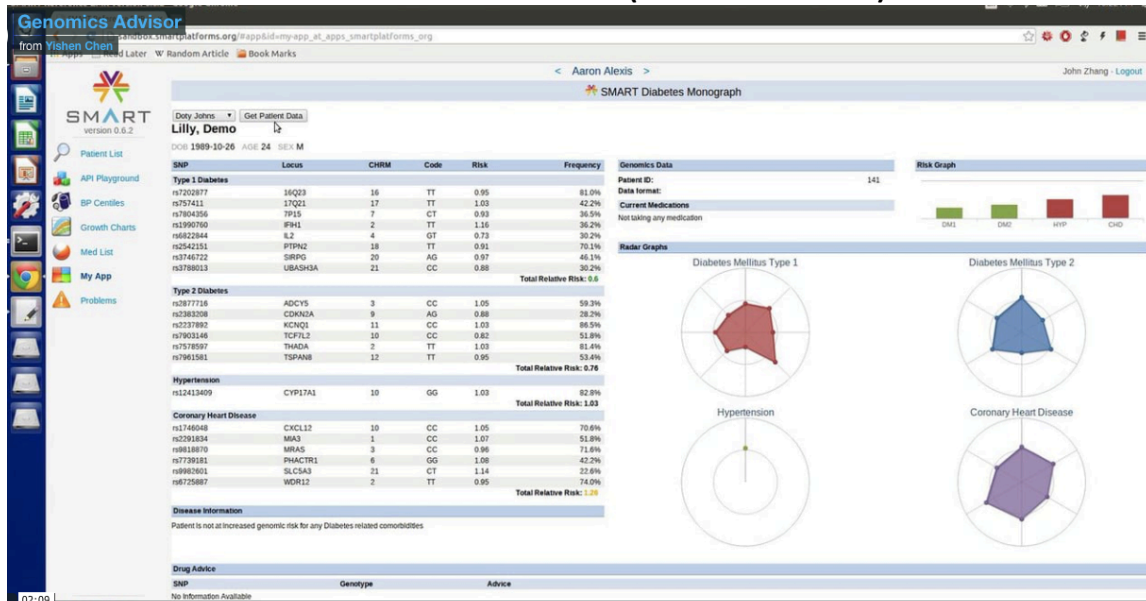 Genomics Advisor
from Yishen Chen
sandbox.smartplatforms.org/#app&id=my-app_at_apps_smartplatforms_org
Apps Read Later W Random Article Book Marks
< Aaron Alexis >
John Zhang - Logout
SMART Diabetes Monograph
SMART
version 0.6.2
Patient List
API Playground
BP Centiles
Growth Charts
Med List
My App
Problems
Doty Johns Get Patient Data
Lilly, Demo
DOB 1989-10-26 AGE 24 SEX M
SNP Locus CHRM Code Risk Frequency
Type 1 Diabetes
rs7202877 16Q23 16 TT 0.95 81.0%
rs757411 17Q21 17 TT 1.03 42.2%
rs7804356 7P15 7 CT 0.93 36.5%
rs1990760 IFIH1 2 TT 1.16 36.2%
rs6822844 IL2 4 GT 0.73 30.2%
rs2542151 PTPN2 18 TT 0.91 70.1%
rs3746722 SIRPG 20 AG 0.97 46.1%
rs3788013 UBASH3A 21 CC 0.88 30.2%
Total Relative Risk: 0.6
Type 2 Diabetes
rs2877716 ADCY5 3 CC 1.05 59.3%
rs2383208 CDKN2A 9 AG 0.88 28.2%
rs2237892 KCNQ1 11 CC 1.03 86.5%
rs7903146 TCF7L2 10 CC 0.82 51.8%
rs7578597 THADA 2 TT 1.03 81.4%
rs7961581 TSPAN8 12 TT 0.95 53.4%
Total Relative Risk: 0.76
Hypertension
rs12413409 CYP17A1 10 GG 1.03 82.8%
Total Relative Risk: 1.03
Coronary Heart Disease
rs1746048 CXCL12 10 CC 1.05 70.6%
rs2291834 MIA3 1 CC 1.07 51.8%
rs9818870 MRAS 3 CC 0.96 71.6%
rs7739181 PHACTR1 6 GG 1.08 42.2%
rs9982601 SLC5A3 21 CT 1.14 22.6%
rs6725887 WDR12 2 TT 0.95 74.0%
Total Relative Risk: 1.28
Disease Information
Patient is not at increased genomic risk for any Diabetes related comorbidities
Drug Advice
SNP Genotype Advice
No Information Available
Genomics Data
Patient ID: 141
Data format:
Current Medications
Not taking any medication
Risk Graph
DM1 DM2 HYP CHD
Radar Graphs
Diabetes Mellitus Type 1
Diabetes Mellitus Type 2
Hypertension
Coronary Heart Disease
02:09